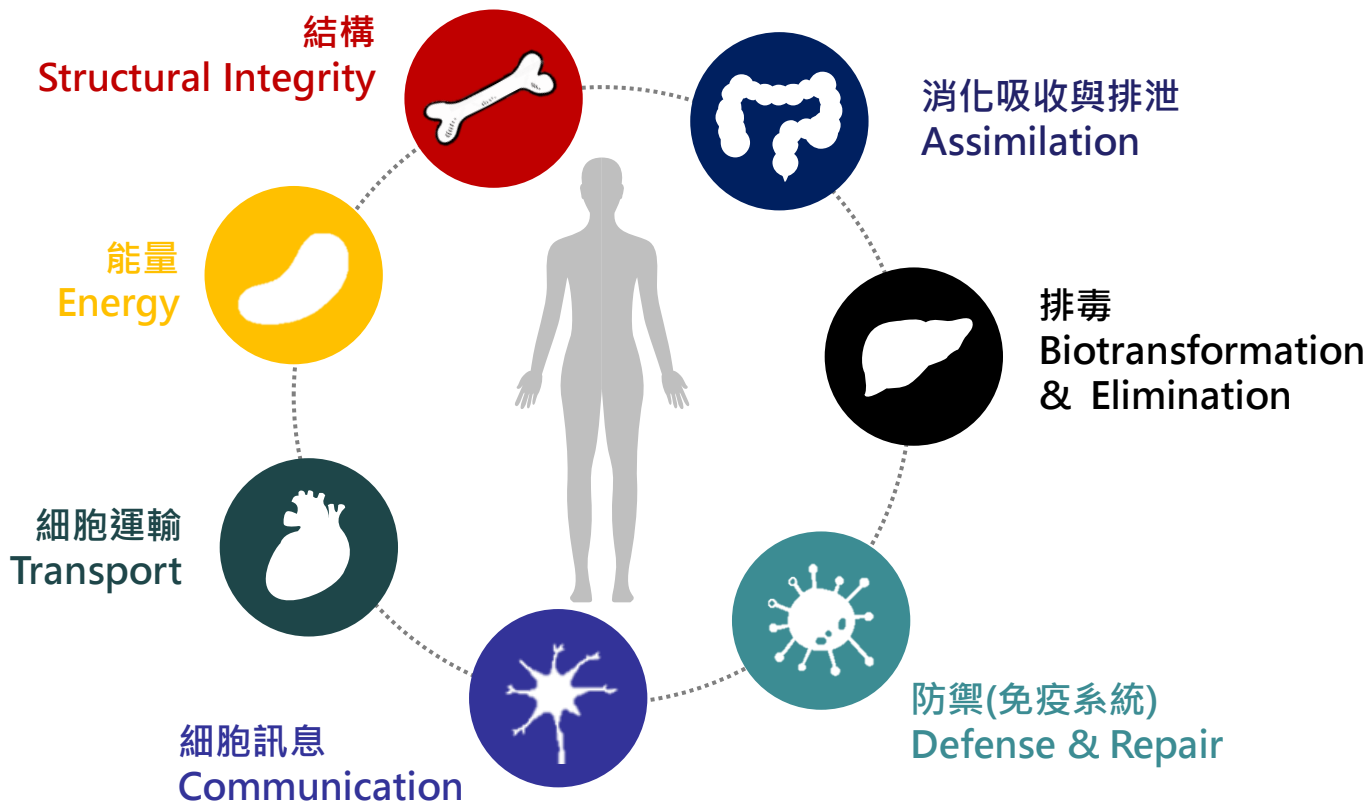 結構
Structural Integrity
消化吸收與排泄
Assimilation
能量
Energy
排毒
Biotransformation
& Elimination
細胞運輸
Transport
防禦(免疫系統)
Defense & Repair
細胞訊息
Communication